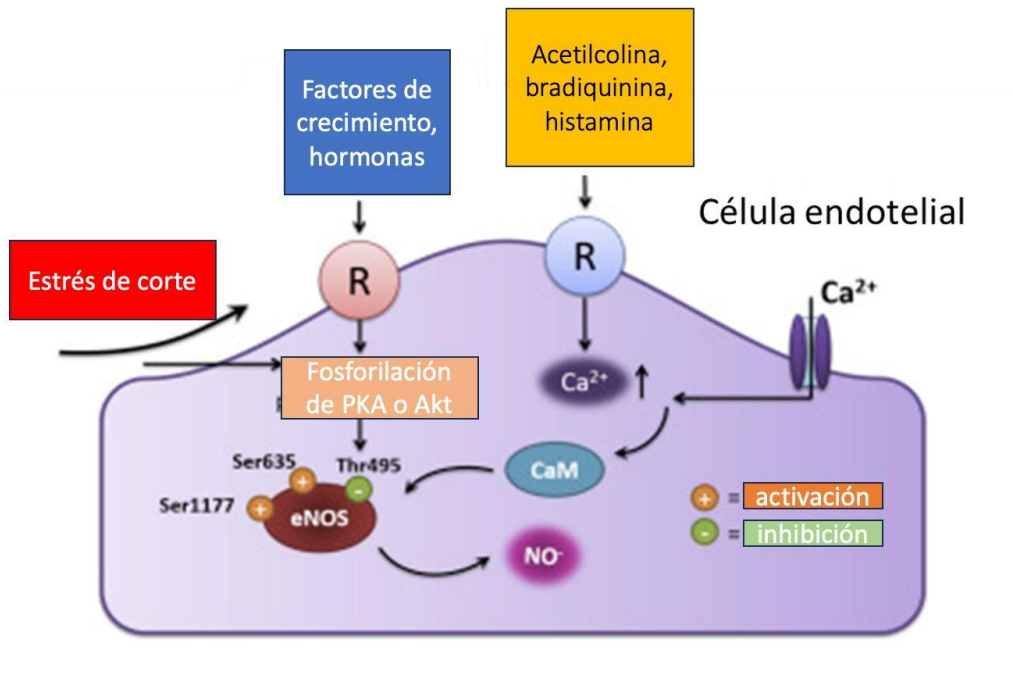 Factores de
crecimiento,
hormonas
Acetilcolina,
bradiquinina,
histamina
Célula endotelial
Estrés de corte
R
R
Ca²⁺
Fosforilación
de PKA o Akt
Ca²⁺
Ser635
Thr495
Ser1177
+
-
eNOS
CaM
NO-
+ = activación
- = inhibición